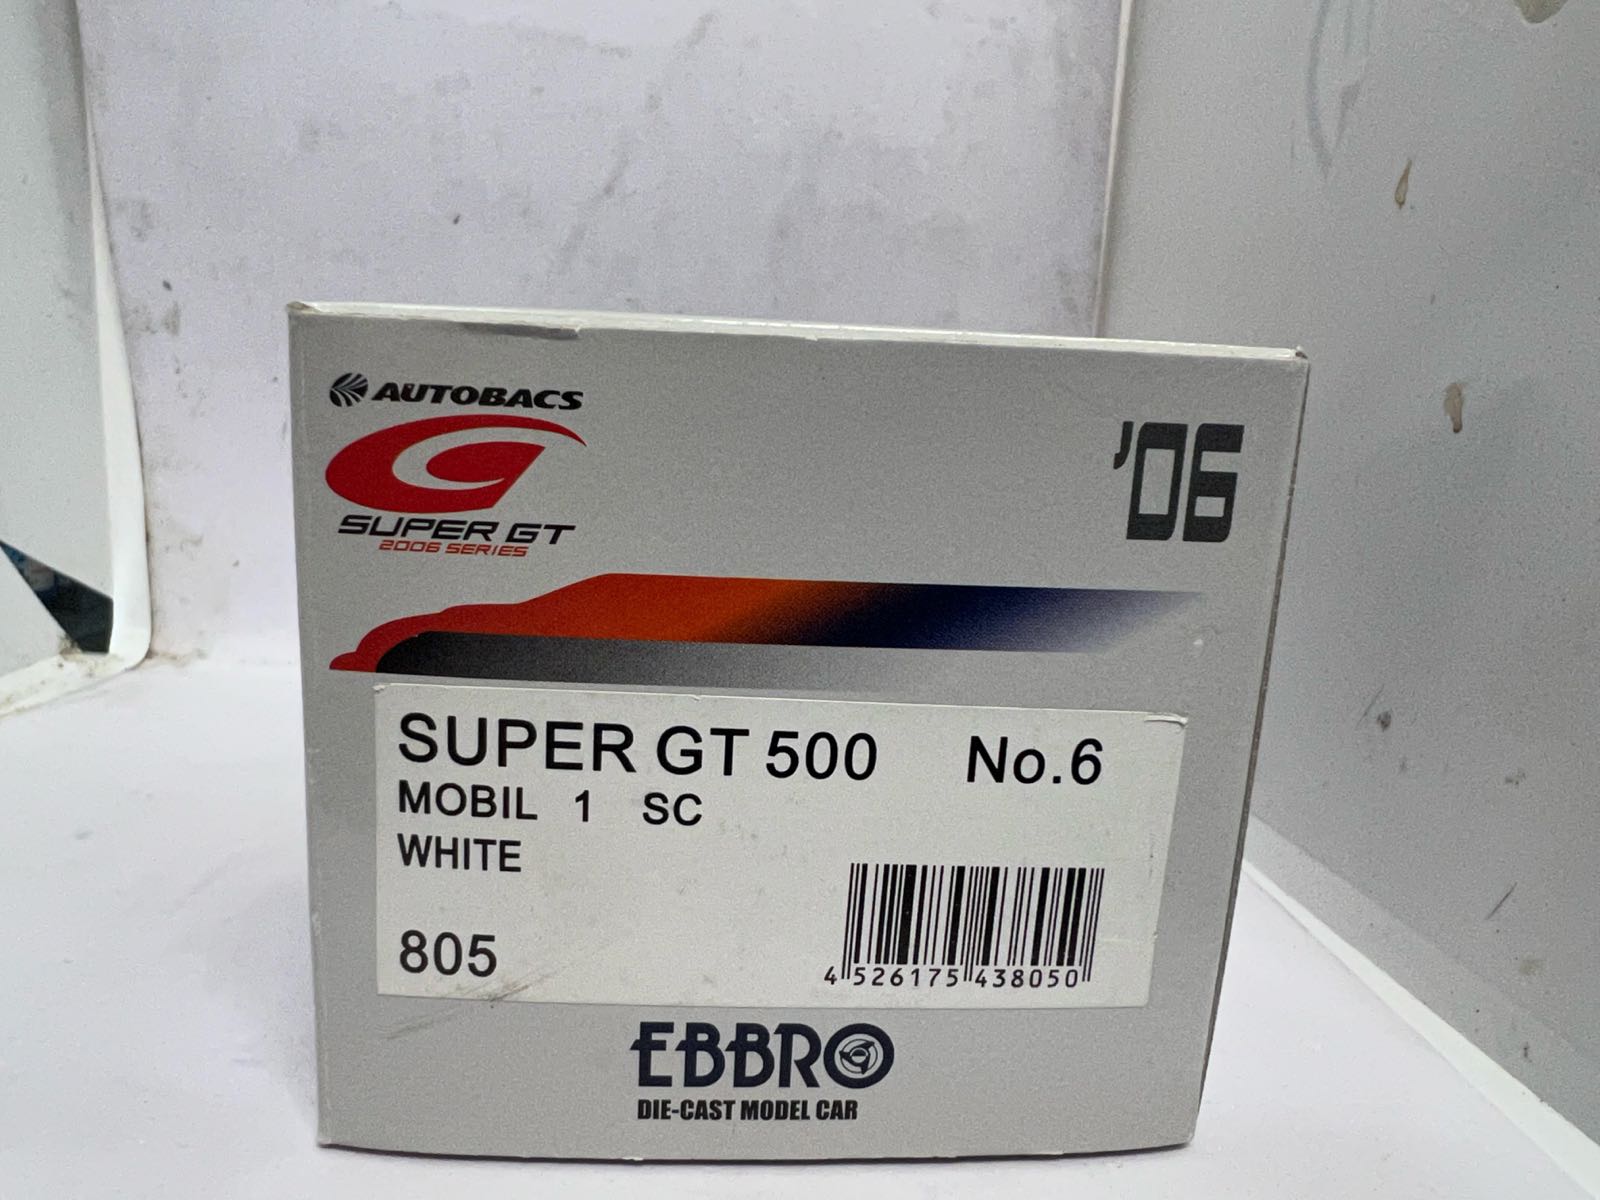 AUTOBACS
SUPER GT
2006 SERIES
'06
SUPER GT 500 No.6
MOBIL 1 SC
WHITE
805
4 526175 438050
EBBRO
DIE-CAST MODEL CAR